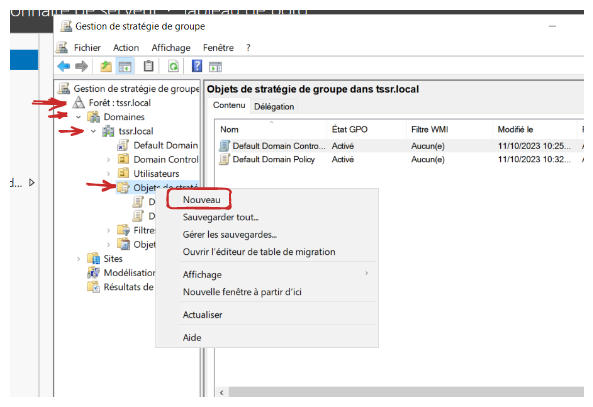 Gestion de stratégie de groupe
Fichier Action Affichage Fenêtre ?
Gestion de stratégie de groupe
Forêt : tssr.local
Domaines
tssr.local
Default Domain
Domain Control
Utilisateurs
Objets de straté
D
D
Filtres
Objet
Sites
Modélisation
Résultats de
d...
Objets de stratégie de groupe dans tssr.local
Contenu Délégation
Nom État GPO Filtre WMI Modifié le
Default Domain Contro... Activé Aucun(e) 11/10/2023 10:25...
Default Domain Policy Activé Aucun(e) 11/10/2023 10:32...
Nouveau
Sauvegarder tout...
Gérer les sauvegardes...
Ouvrir l'éditeur de table de migration
Affichage
Nouvelle fenêtre à partir d'ici
Actualiser
Aide